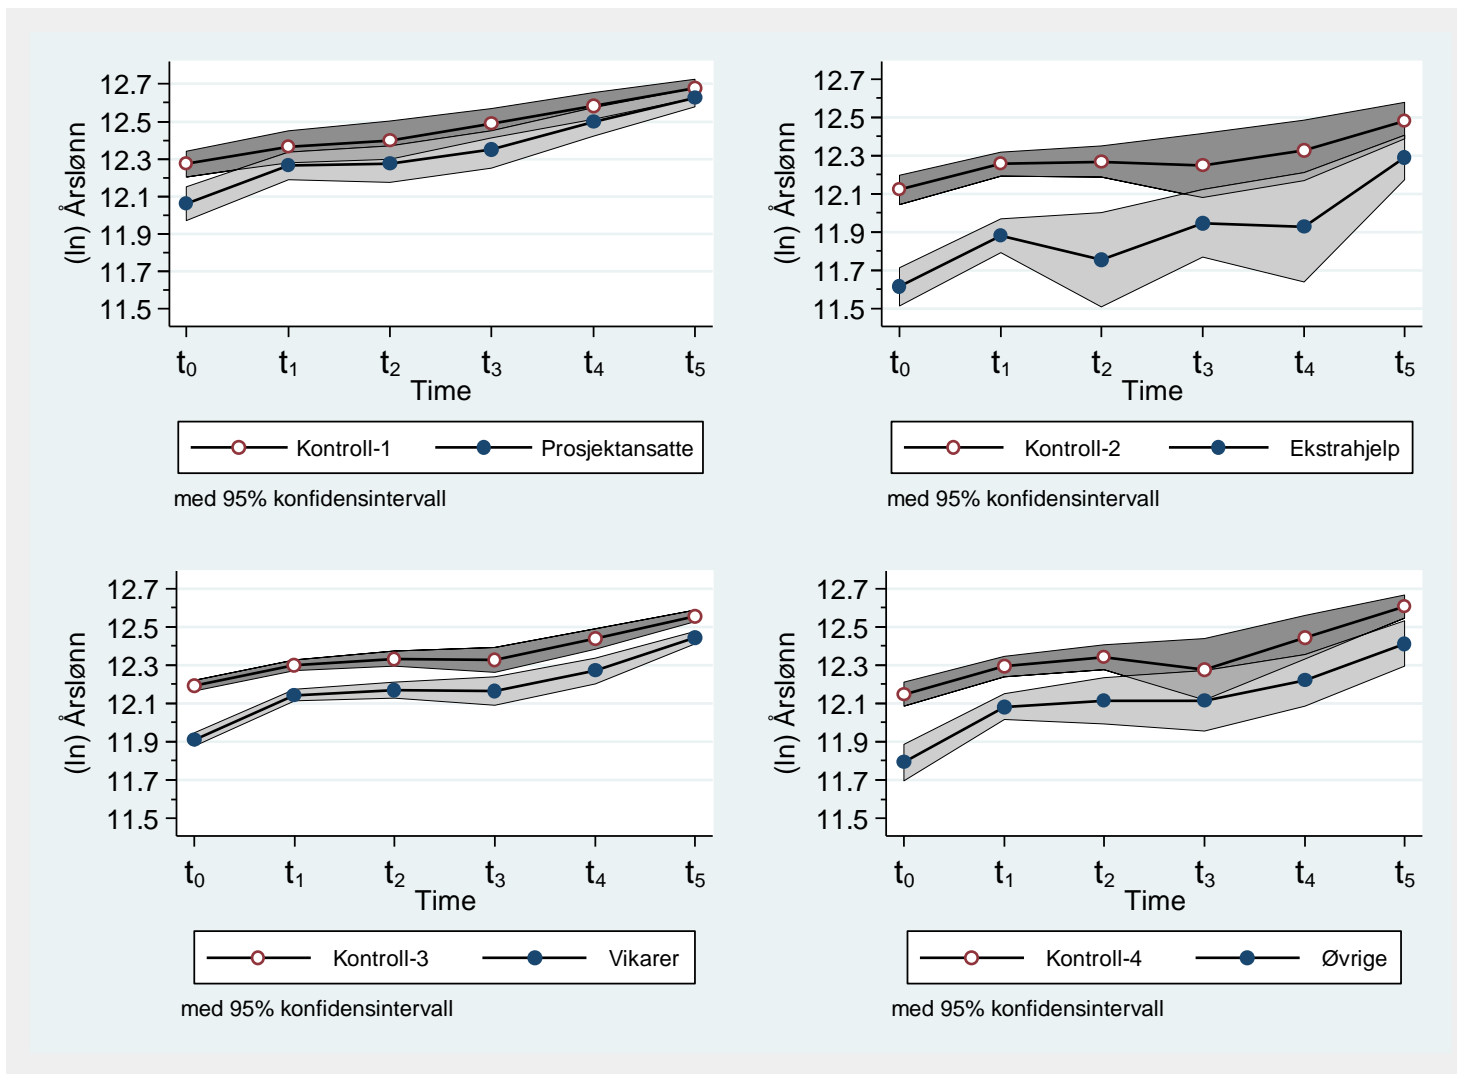 12.7
12.5
12.3
12.1
11.9
11.7
11.5
(ln) Årslønn
t0 t1 t2 t3 t4 t5
Time
Kontroll-1 Prosjektansatte
med 95% konfidensintervall
12.7
12.5
12.3
12.1
11.9
11.7
11.5
(ln) Årslønn
t0 t1 t2 t3 t4 t5
Time
Kontroll-2 Ekstrahjelp
med 95% konfidensintervall
12.7
12.5
12.3
12.1
11.9
11.7
11.5
(ln) Årslønn
t0 t1 t2 t3 t4 t5
Time
Kontroll-3 Vikarer
med 95% konfidensintervall
12.7
12.5
12.3
12.1
11.9
11.7
11.5
(ln) Årslønn
t0 t1 t2 t3 t4 t5
Time
Kontroll-4 Øvrige
med 95% konfidensintervall